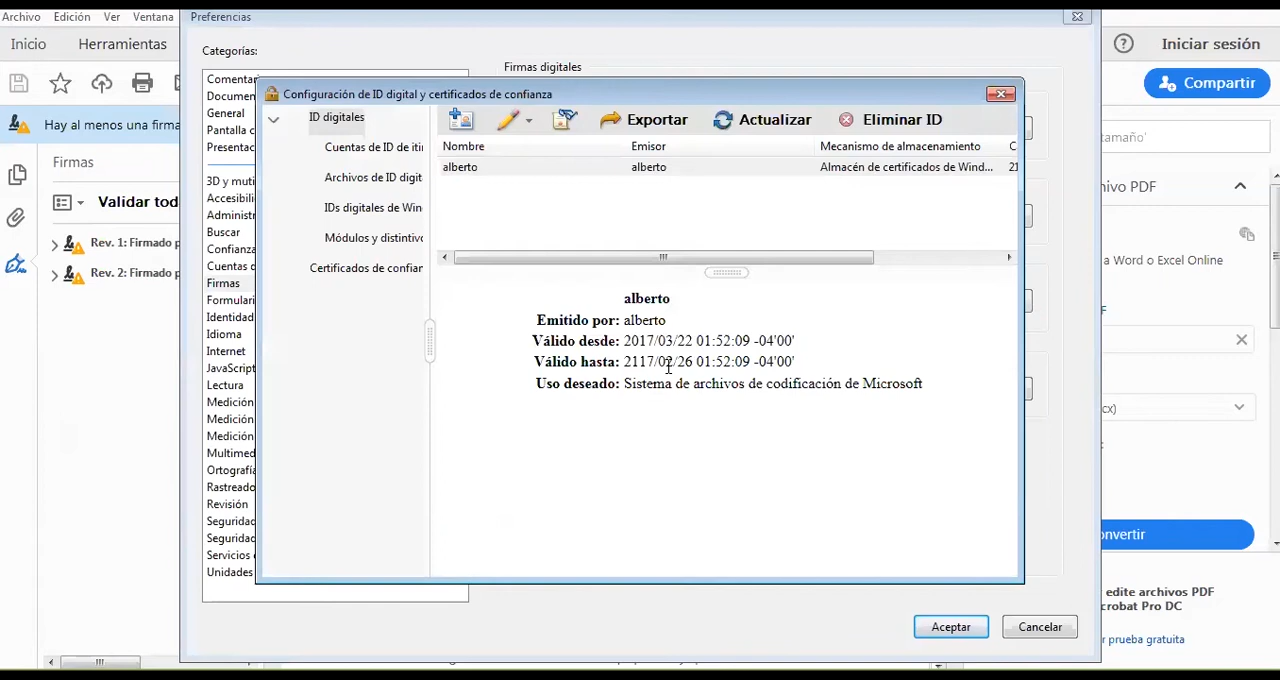 Archivo Edición Ver Ventana
Preferencias
Inicio Herramientas
Iniciar sesión
Compartir
Hay al menos una firma
Firmas
Validar tod
Rev. 1: Firmado p
Rev. 2: Firmado p
Categorías:
Firmas digitales
Comentar
Documen
General
Pantalla c
Presentac
3D y muti
Accesibili
Administ
Buscar
Confianza
Cuentas d
Firmas
Formulari
Identidad
Idioma
Internet
JavaScript
Lectura
Medición
Medición
Medición
Multimed
Ortografía
Rastreado
Revisión
Seguridad
Seguridad
Servicios
Unidades
Configuración de ID digital y certificados de confianza
ID digitales
Cuentas de ID de iti
Archivos de ID digit
IDs digitales de Win
Módulos y distintivo
Certificados de confian
Exportar Actualizar Eliminar ID
Nombre Emisor Mecanismo de almacenamiento C
alberto alberto Almacén de certificados de Wind... 21
alberto
Emitido por: alberto
Válido desde: 2017/03/22 01:52:09 -04'00'
Válido hasta: 2117/02/26 01:52:09 -04'00'
Uso deseado: Sistema de archivos de codificación de Microsoft
Aceptar Cancelar
tamaño'
ivo PDF
a Word o Excel Online
cx)
nvertir
edite archivos PDF
crobat Pro DC
r prueba gratuita